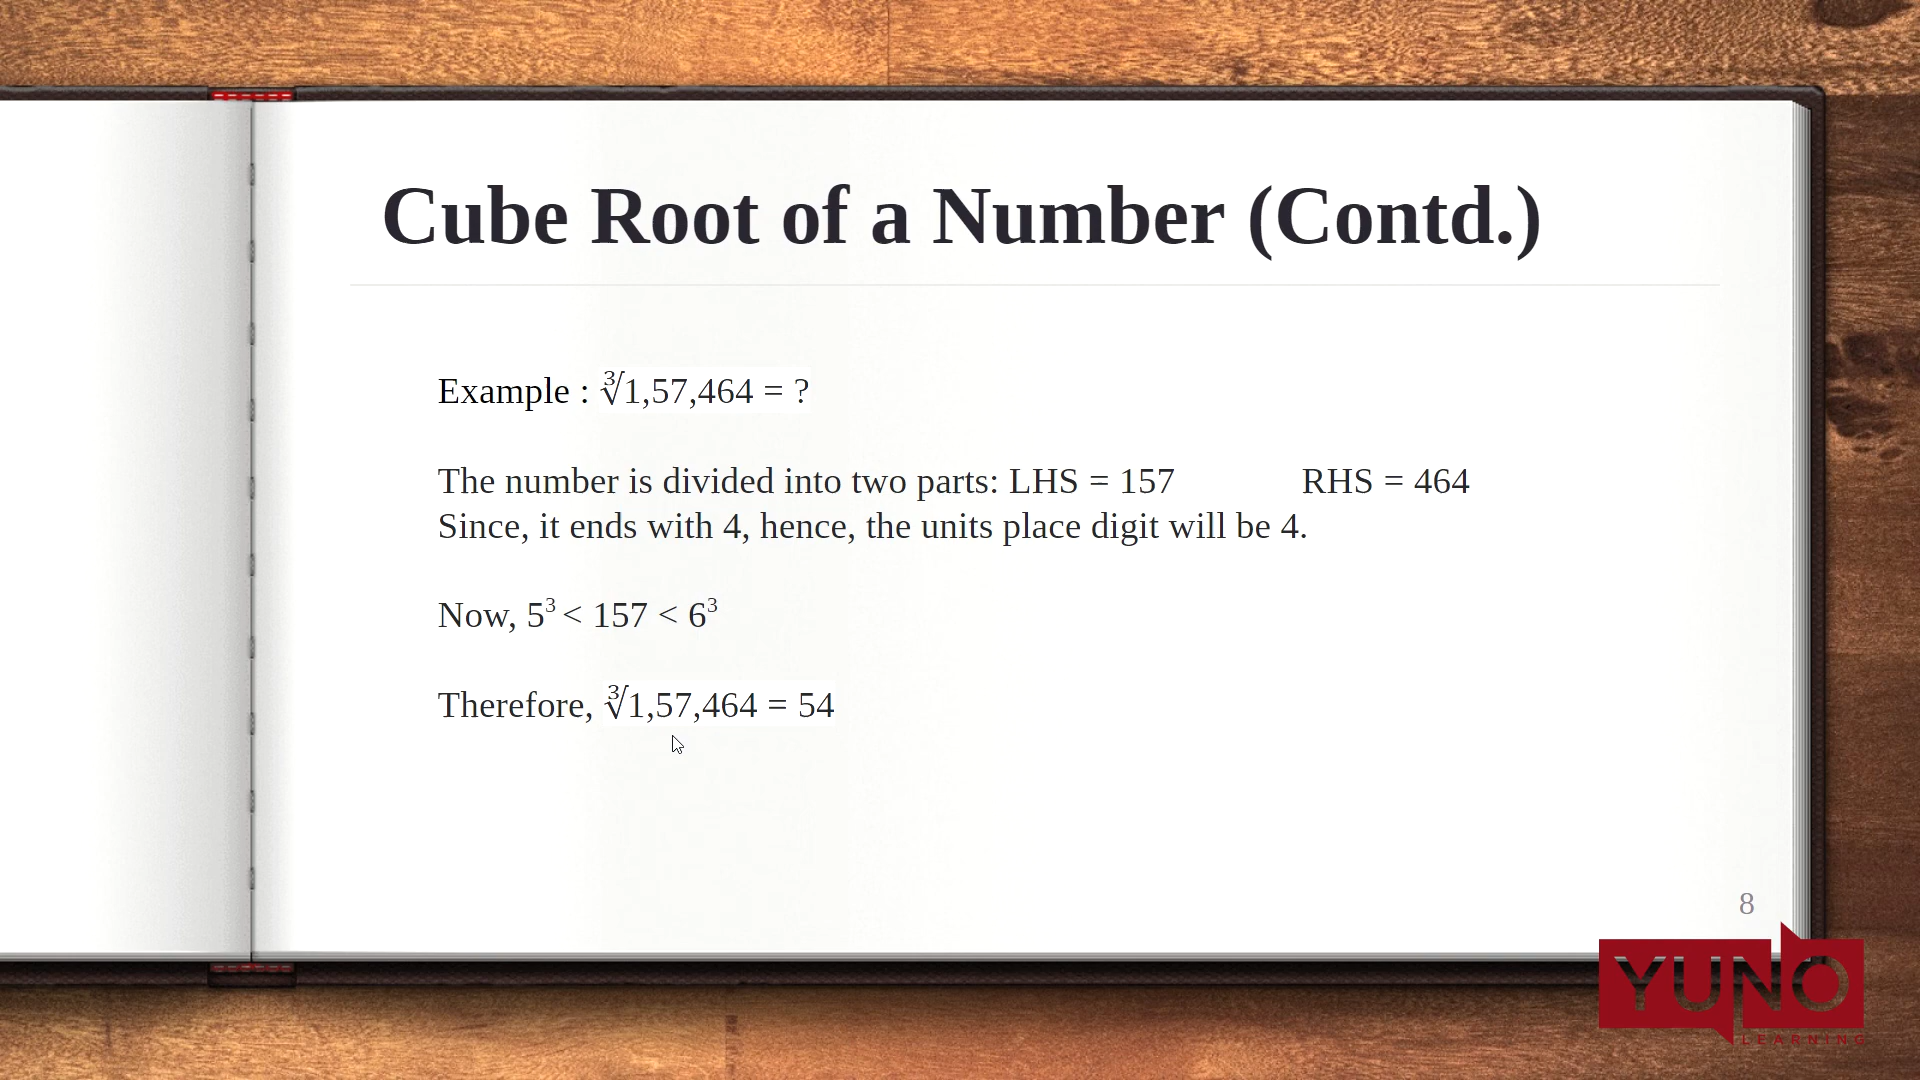 Cube Root of a Number (Contd.)
Example : ∛1,57,464 = ?
The number is divided into two parts: LHS = 157 RHS = 464
Since, it ends with 4, hence, the units place digit will be 4.
Now, 5³ < 157 < 6³
Therefore, ∛1,57,464 = 54
8
YUNO
LEARNING